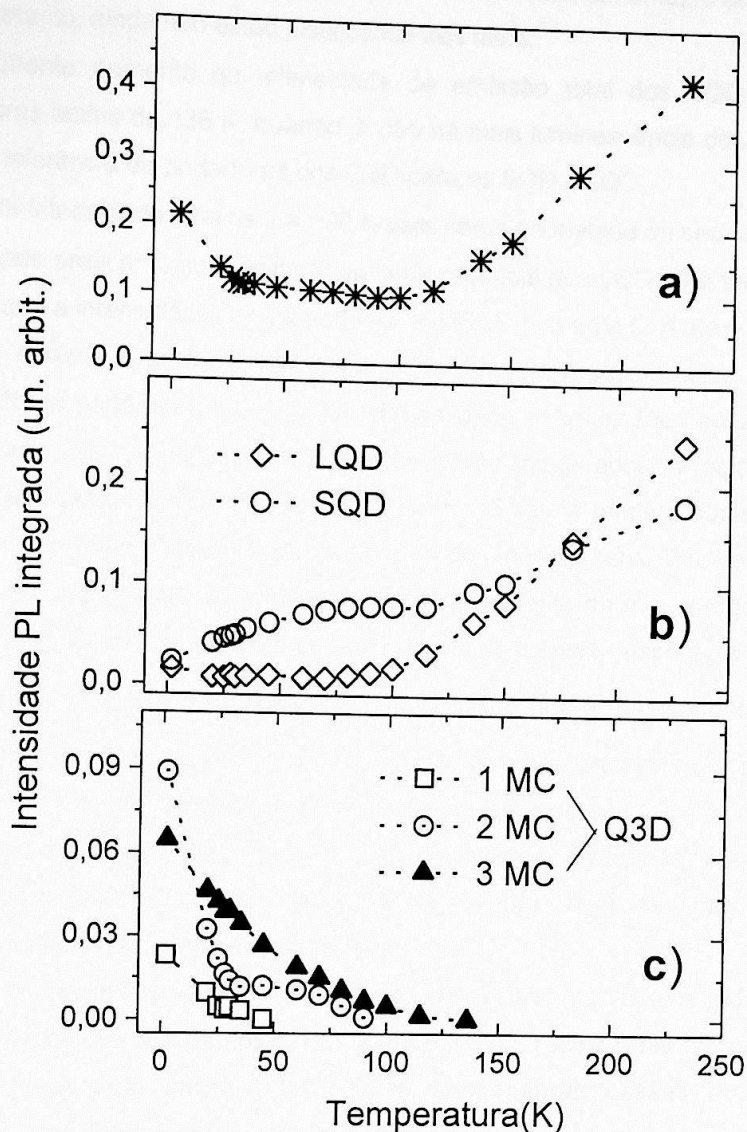 0,4
0,3
0,2
0,1
0,0
a)
Intensidade PL integrada (un. arbit.)
0,2
0,1
0,0
LQD
SQD
b)
0,09
0,06
0,03
0,00
1 MC
2 MC
3 MC
Q3D
c)
0 50 100 150 200 250
Temperatura(K)